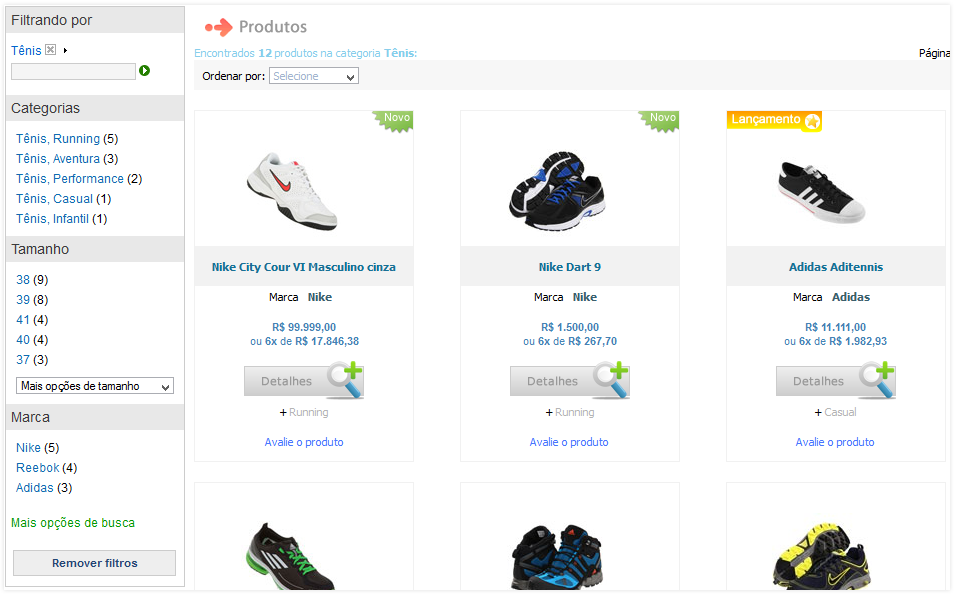 Filtrando por
Tênis
Categorias
Tênis, Running (5)
Tênis, Aventura (3)
Tênis, Performance (2)
Tênis, Casual (1)
Tênis, Infantil (1)
Tamanho
38 (9)
39 (8)
41 (4)
40 (4)
37 (3)
Mais opções de tamanho
Marca
Nike (5)
Reebok (4)
Adidas (3)
Mais opções de busca
Remover filtros
Produtos
Encontrados 12 produtos na categoria Tênis:
Página
Ordenar por: Selecione
Novo
Nike City Cour VI Masculino cinza
Marca Nike
R$ 99.999,00
ou 6x de R$ 17.846,38
Detalhes
+ Running
Avalie o produto
Novo
Nike Dart 9
Marca Nike
R$ 1.500,00
ou 6x de R$ 267,70
Detalhes
+ Running
Avalie o produto
Lançamento
Adidas Aditennis
Marca Adidas
R$ 11.111,00
ou 6x de R$ 1.982,93
Detalhes
+ Casual
Avalie o produto